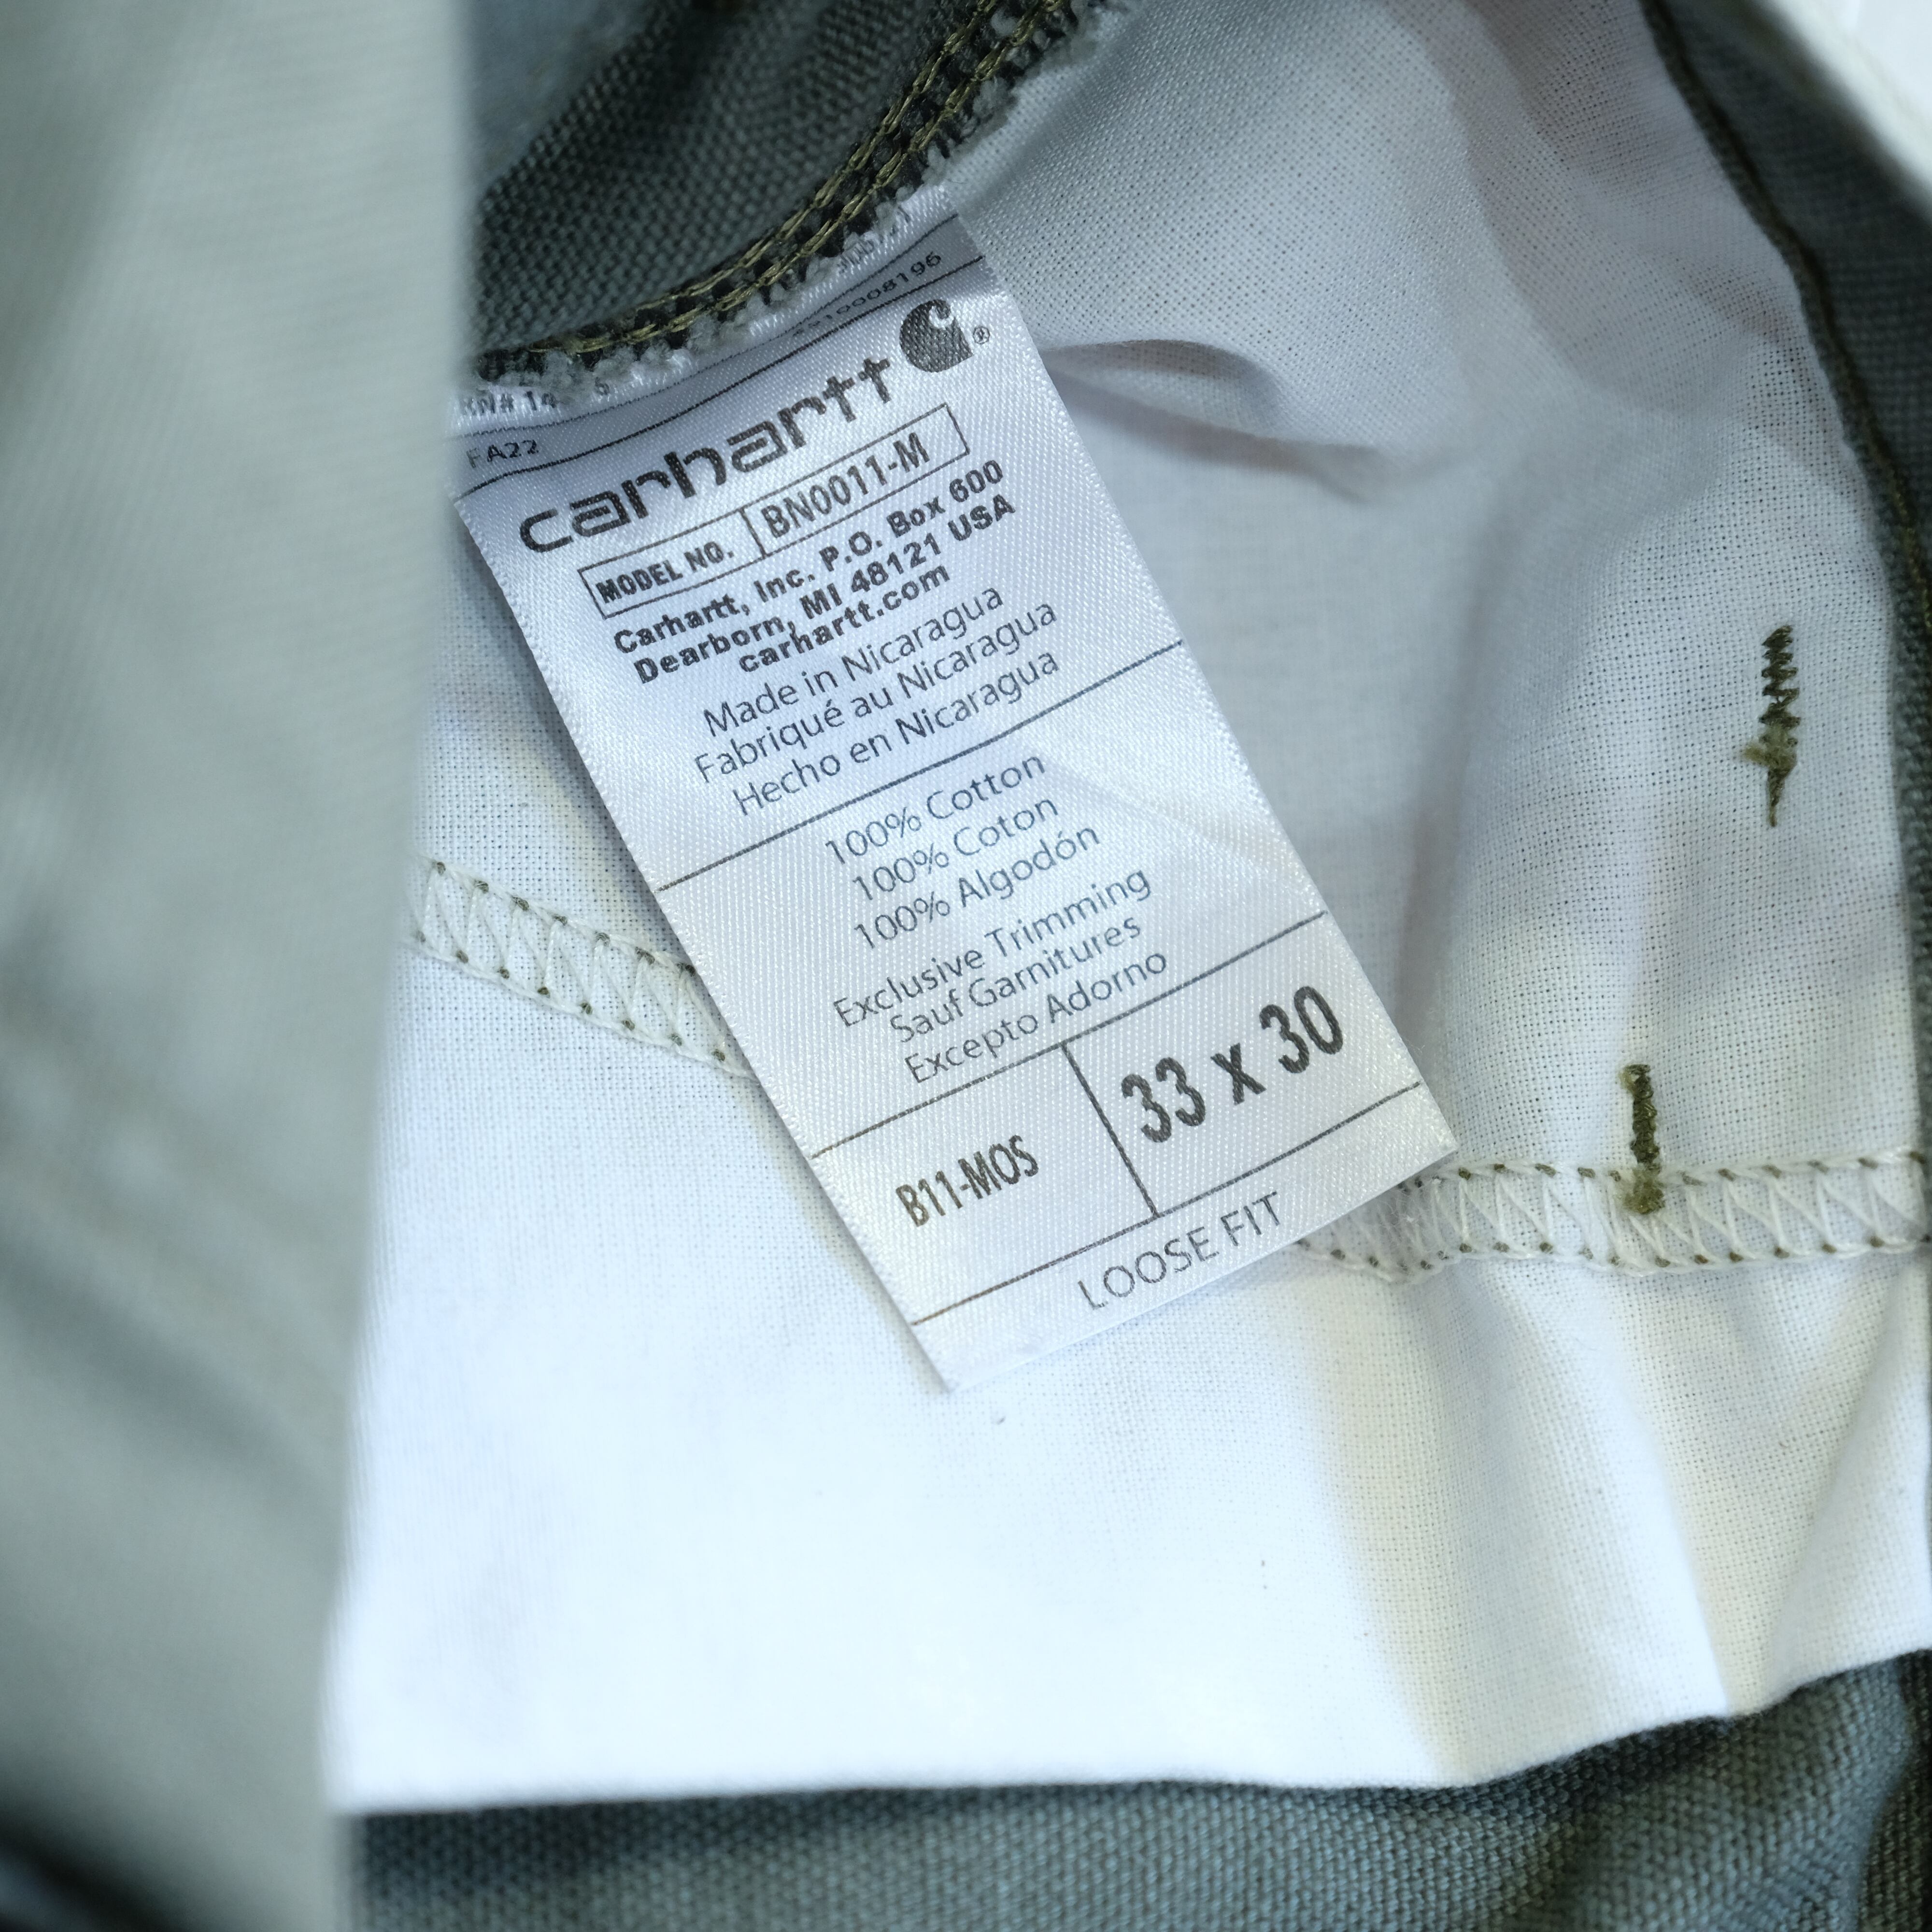 FA22
carhartt ®
MODEL NO. BN0011-M
Carhartt, Inc. P.O. Box 600
Dearborn, MI 48121 USA
carhartt.com
Made in Nicaragua
Fabriqué au Nicaragua
Hecho en Nicaragua
100% Cotton
100% Coton
100% Algodón
Exclusive Trimming
Sauf Garnitures
Excepto Adorno
B11-MOS
33 x 30
LOOSE FIT